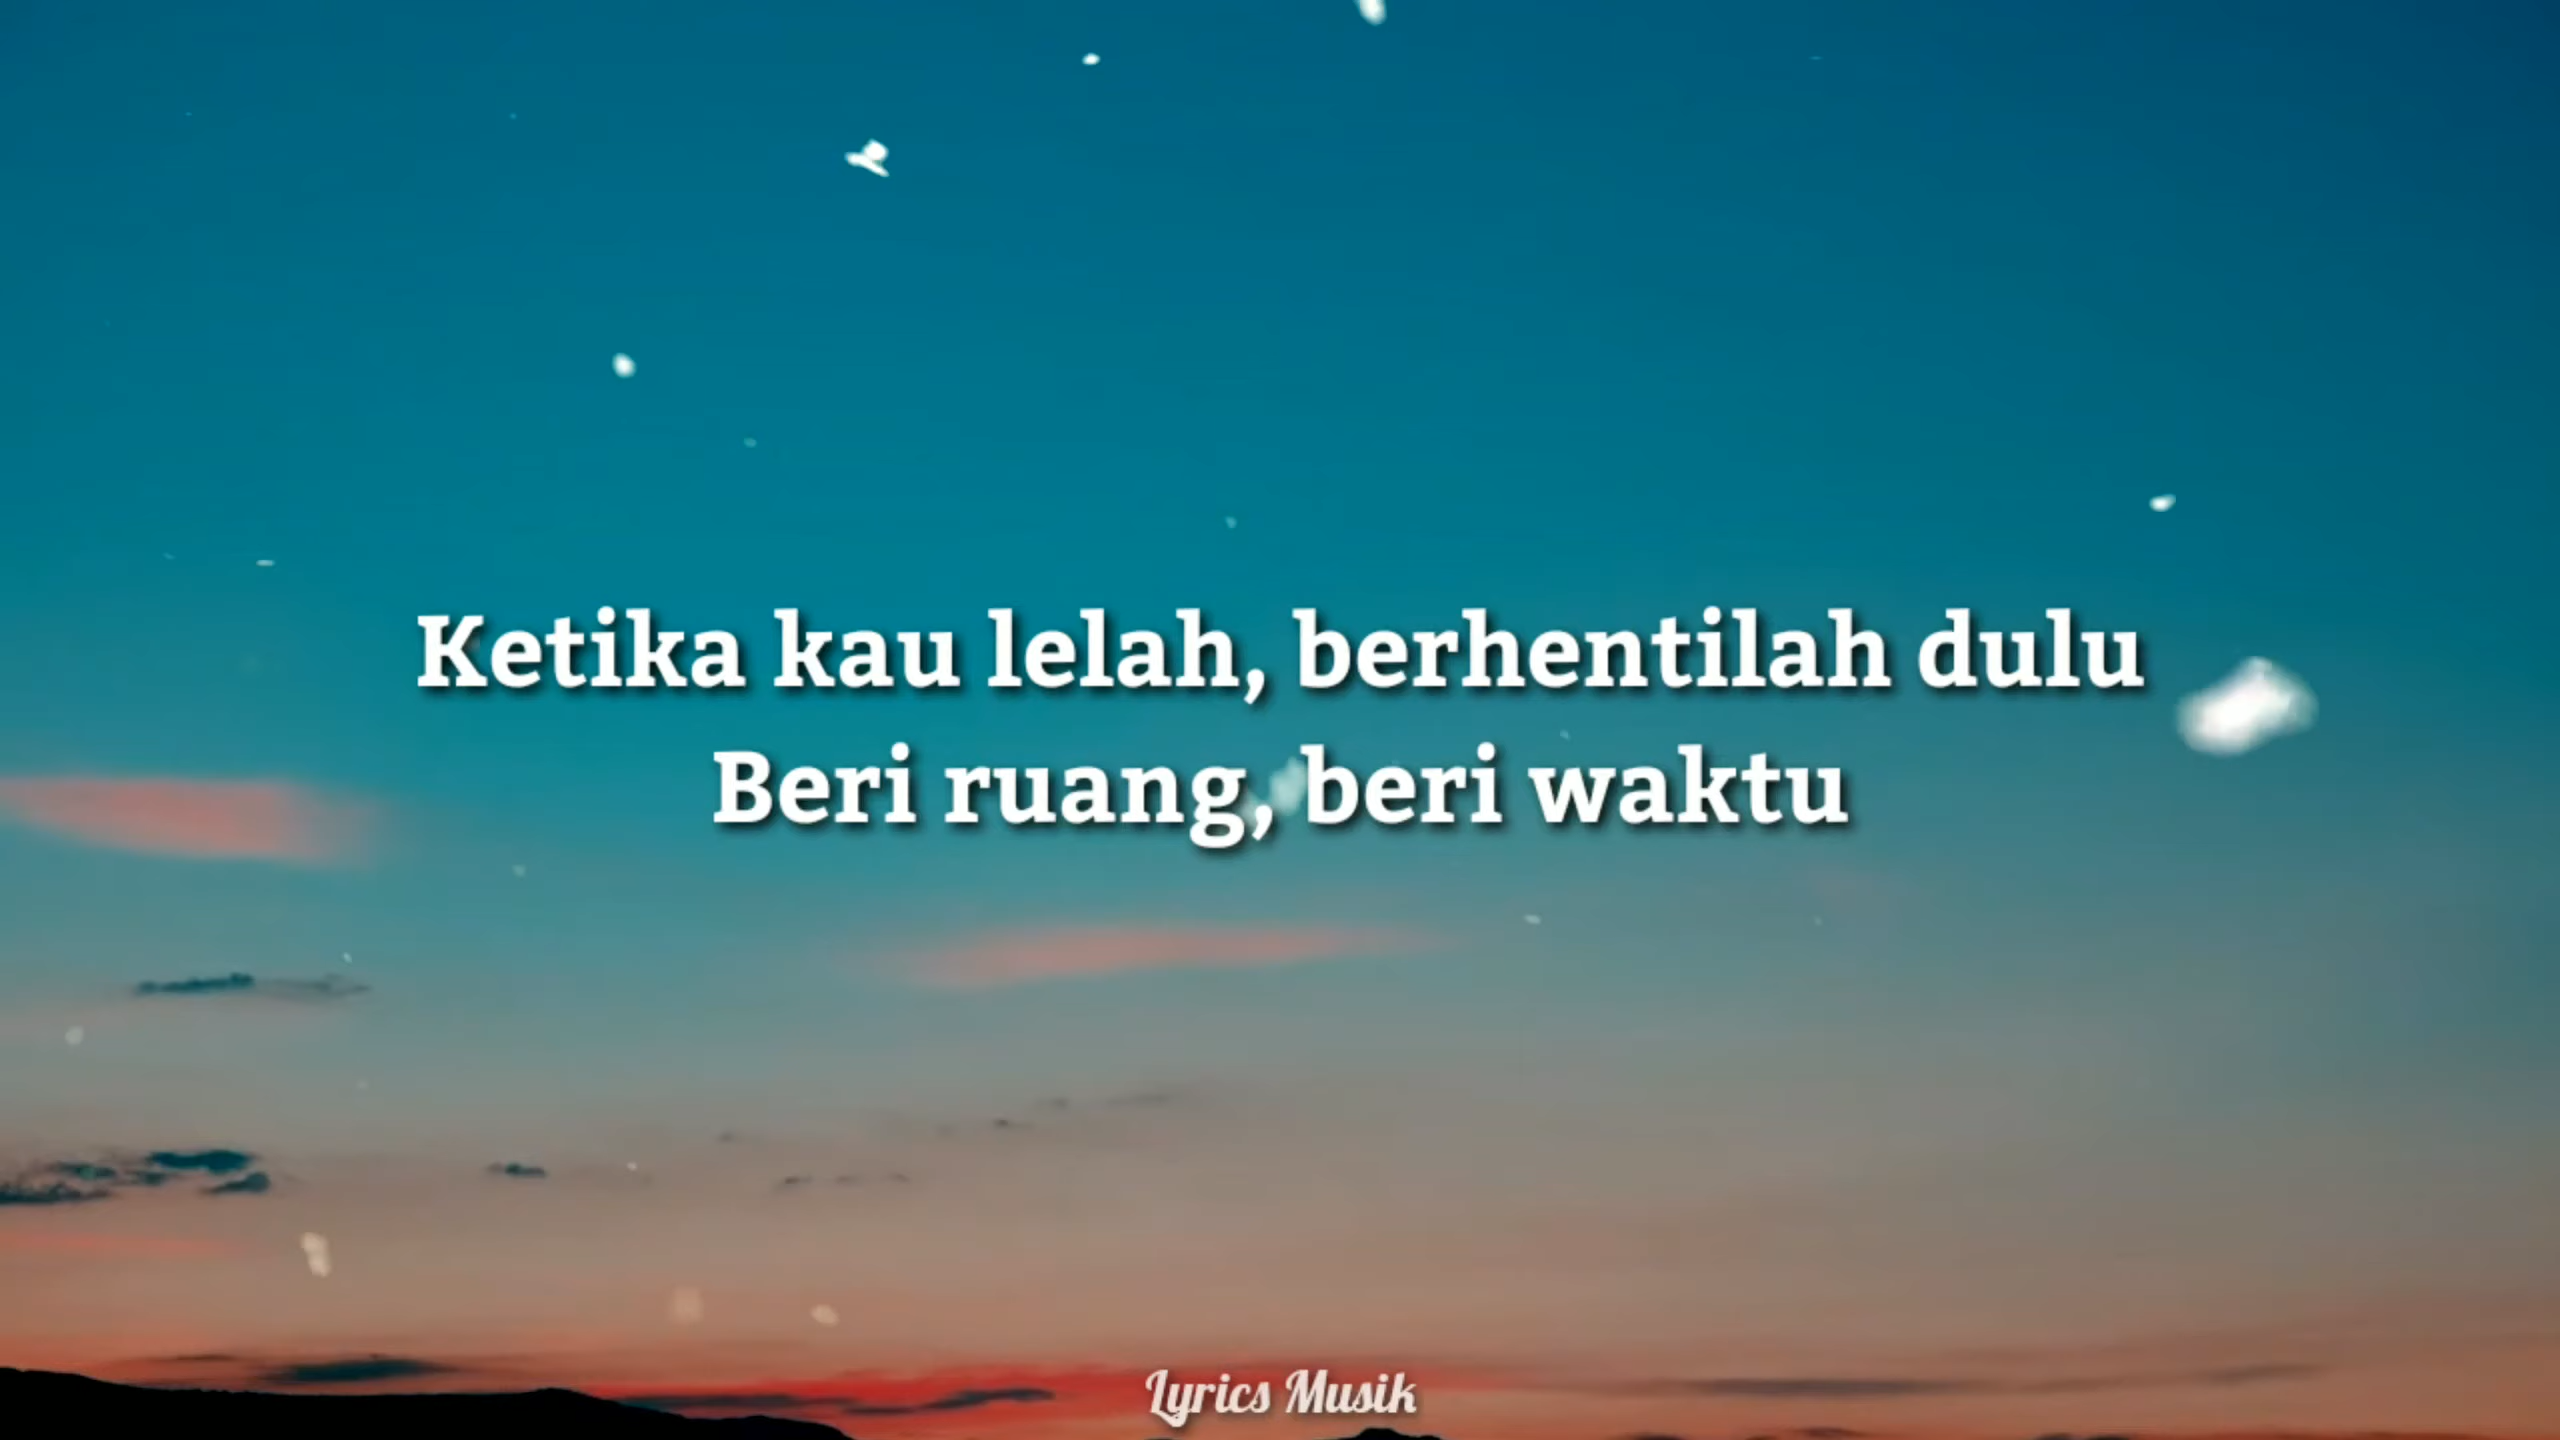 Ketika kau lelah, berhentilah dulu
Beri ruang, beri waktu
Lyrics Musik